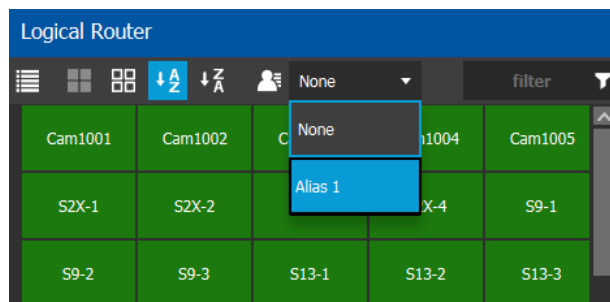 Logical Router
A Z Z A None filter
Cam1001 Cam1002 C 1004 Cam1005
None
Alias 1
S2X-1 S2X-2 X-4 S9-1
S9-2 S9-3 S13-1 S13-2 S13-3